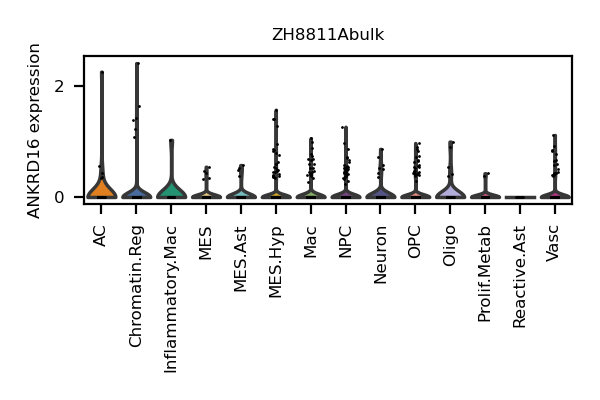 ZH8811Abulk
ANKRD16 expression
2
0
AC
Chromatin.Reg
Inflammatory.Mac
MES
MES.Ast
MES.Hyp
Mac
NPC
Neuron
OPC
Oligo
Prolif.Metab
Reactive.Ast
Vasc